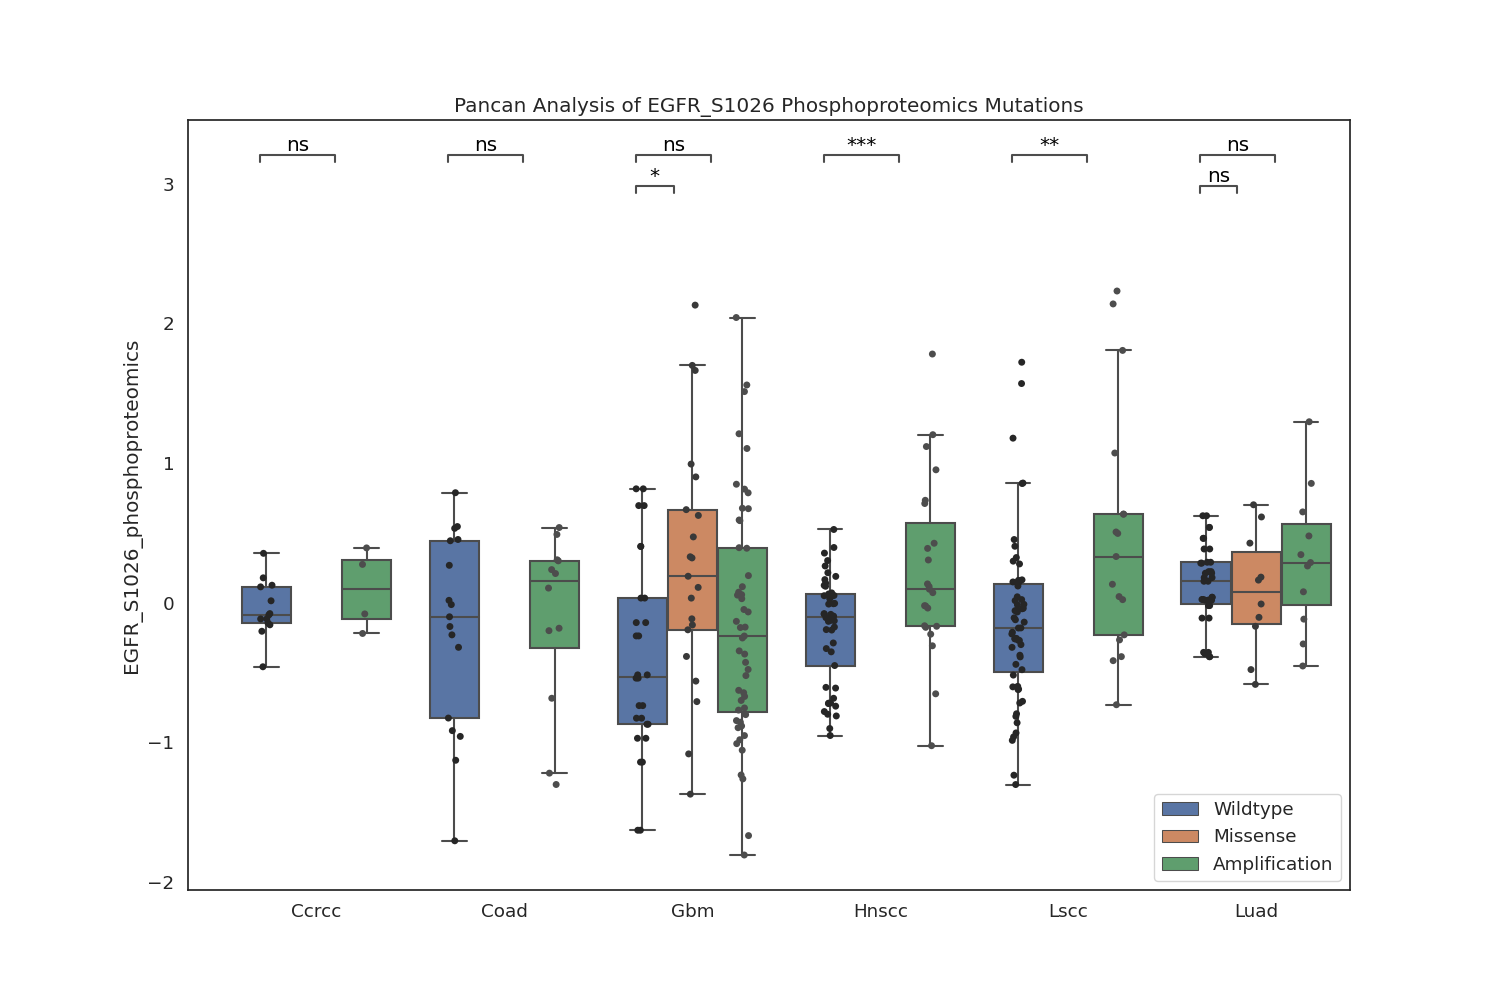 Pancan Analysis of EGFR_S1026 Phosphoproteomics Mutations
ns ns ns *** ** ns
* ns
EGFR_S1026_phosphoproteomics
3
2
1
0
−1
−2
Wildtype
Missense
Amplification
Ccrcc Coad Gbm Hnscc Lscc Luad